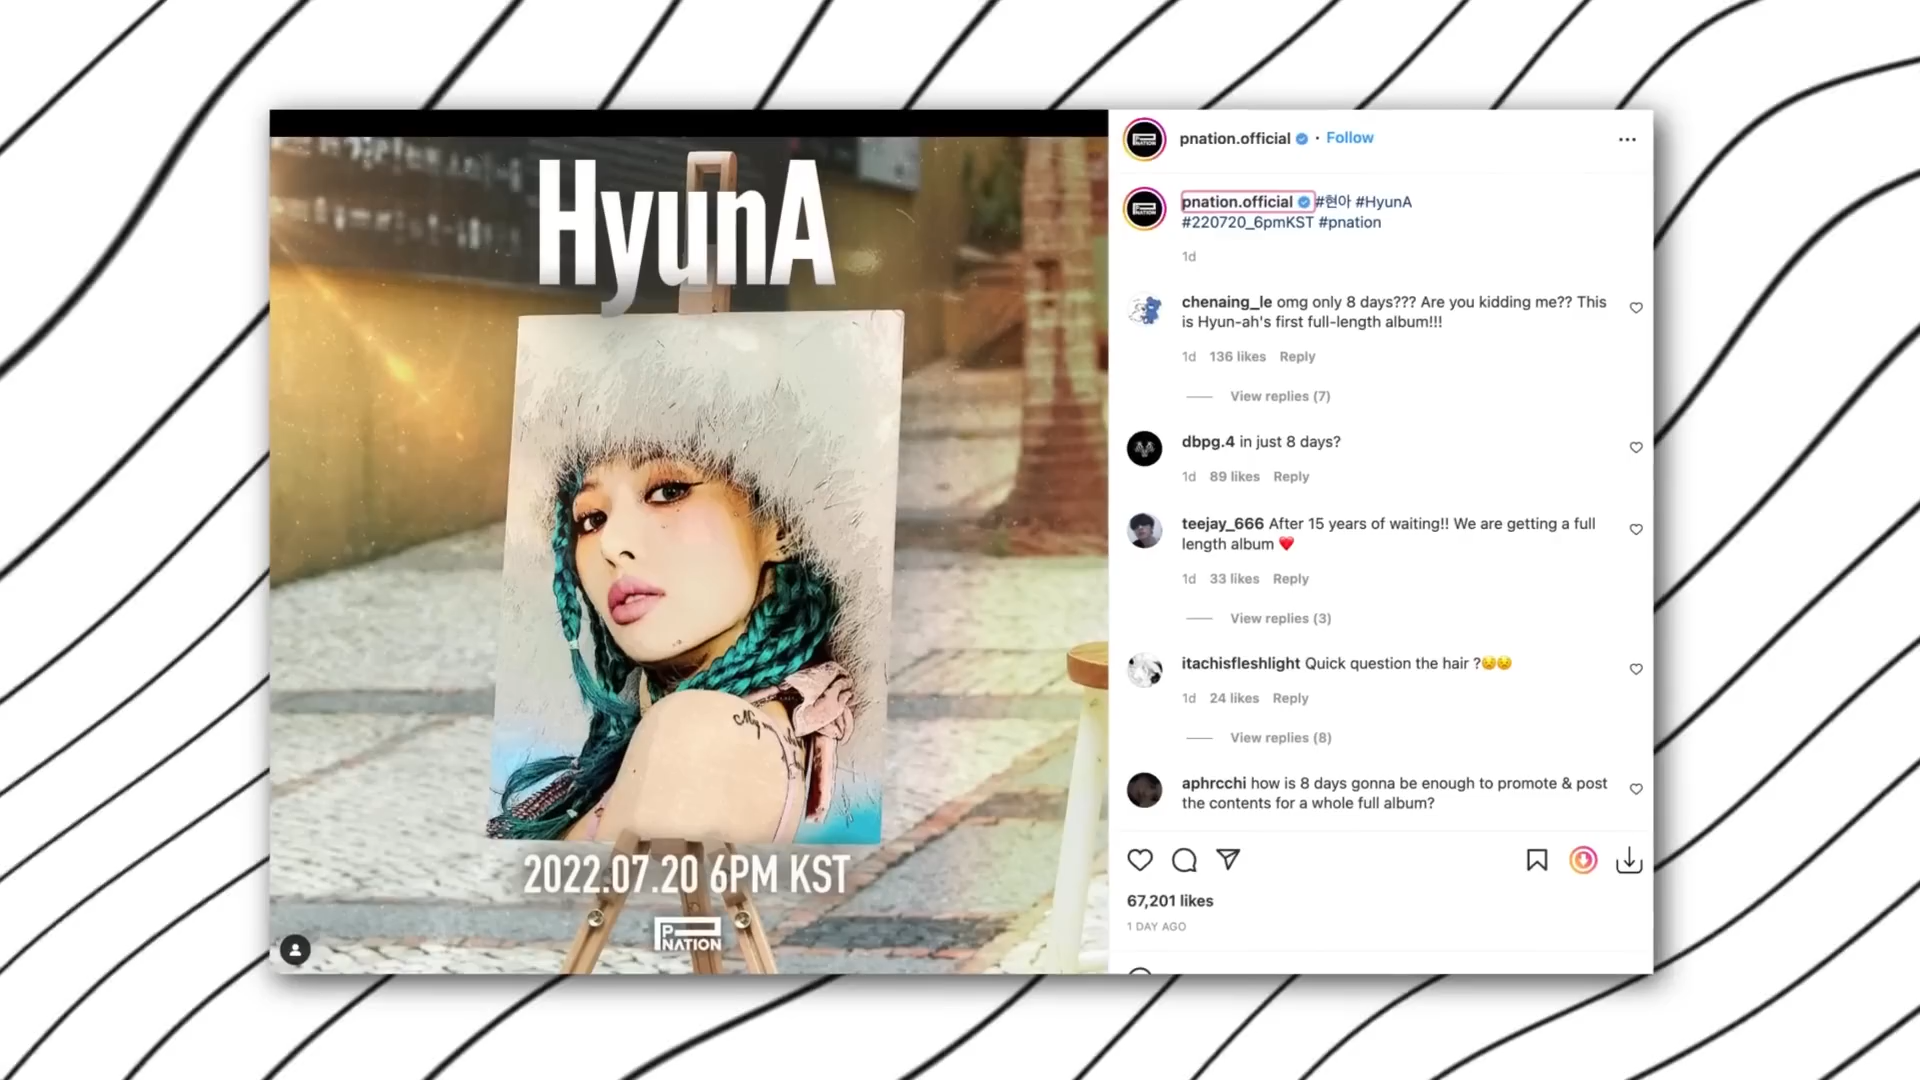 HyunA
2022.07.20 6PM KST
P NATION
pnation.official • Follow
pnation.official #현아 #HyunA
#220720_6pmKST #pnation
1d
chenaing_le omg only 8 days??? Are you kidding me?? This
is Hyun-ah's first full-length album!!!
1d 136 likes Reply
View replies (7)
dbpg.4 in just 8 days?
1d 89 likes Reply
teejay_666 After 15 years of waiting!! We are getting a full
length album ❤️
1d 33 likes Reply
View replies (3)
itachisfleshlight Quick question the hair ?😣😣
1d 24 likes Reply
View replies (8)
aphrcchi how is 8 days gonna be enough to promote & post
the contents for a whole full album?
67,201 likes
1 DAY AGO